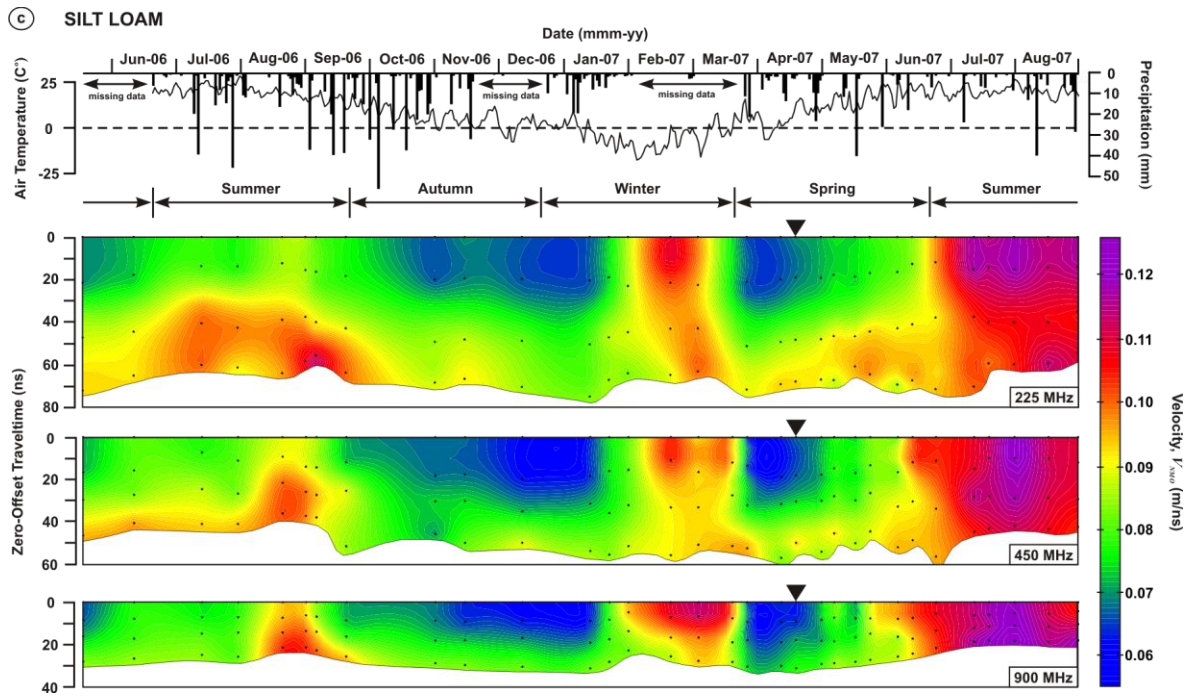 c SILT LOAM
Date (mmm-yy)
Jun-06 Jul-06 Aug-06 Sep-06 Oct-06 Nov-06 Dec-06 Jan-07 Feb-07 Mar-07 Apr-07 May-07 Jun-07 Jul-07 Aug-07
Air Temperature (C°)
25
0
-25
missing data
missing data
missing data
0
10
20
30
40
50
Precipitation (mm)
Summer Autumn Winter Spring Summer
Zero-Offset Traveltime (ns)
0
20
40
60
80
225 MHz
0
20
40
60
450 MHz
0
20
40
900 MHz
0.12
0.11
0.10
0.09
0.08
0.07
0.06
Velocity, V_NMO (m/ns)